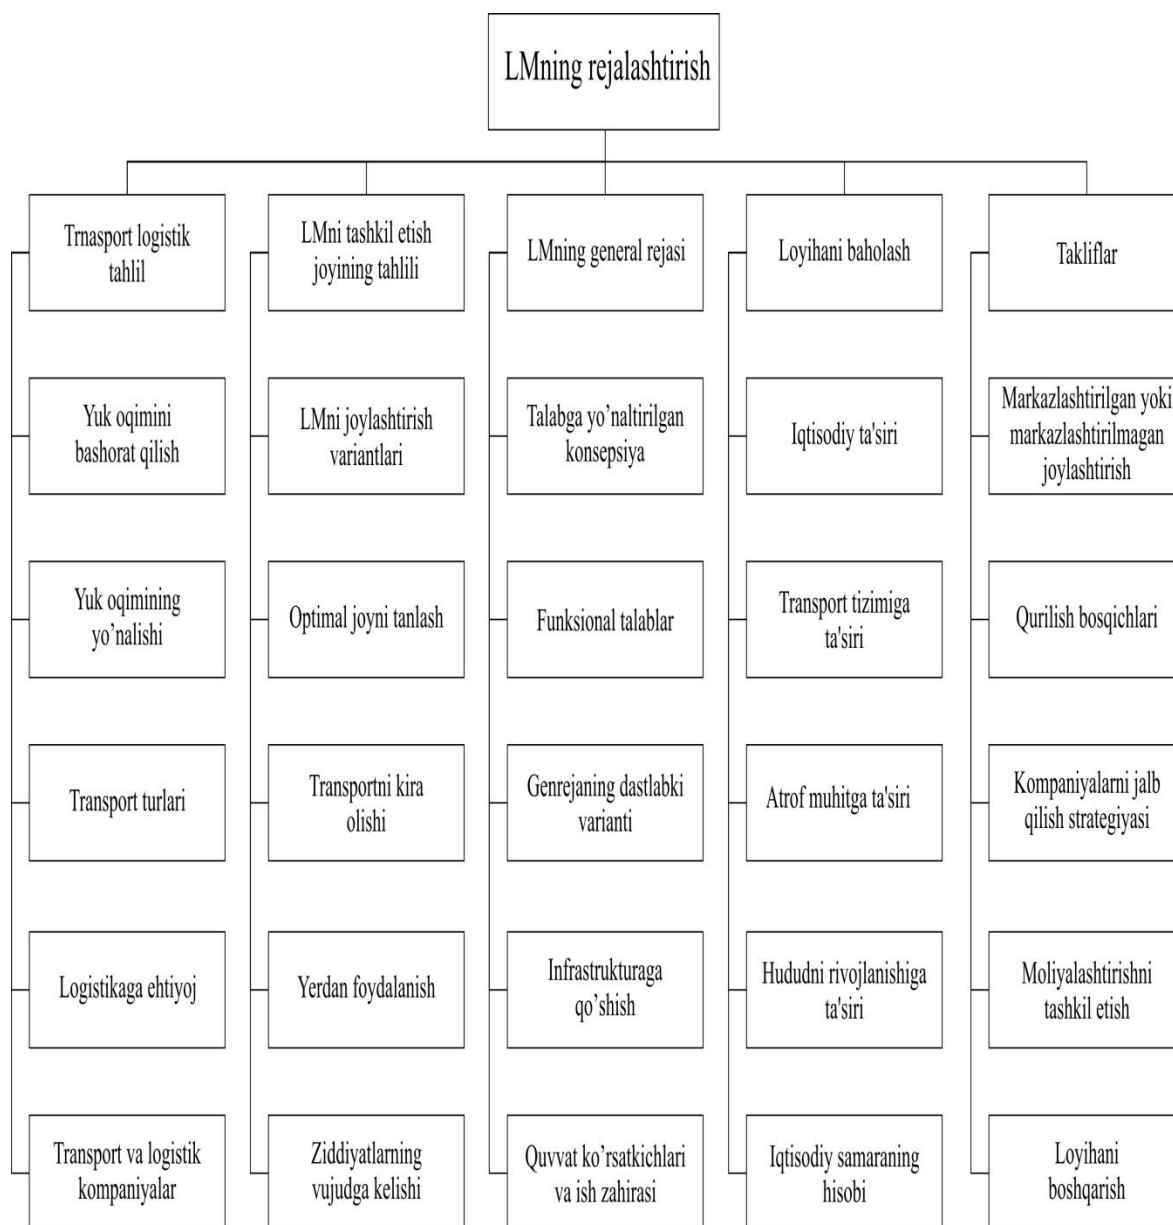 LMning rejalashtirish
Trnasport logistik
tahlil
LMni tashkil etish
joyining tahlili
LMning general rejasi
Loyihani baholash
Takliflar
Yuk oqimini
bashorat qilish
LMni joylashtirish
variantlari
Talabga yo’naltirilgan
konsepsiya
Iqtisodiy ta'siri
Markazlashtirilgan yoki
markazlashtirilmagan
joylashtirish
Yuk oqimining
yo’nalishi
Optimal joyni tanlash
Funksional talablar
Transport tizimiga
ta'siri
Qurilish bosqichlari
Transport turlari
Transportni kira
olishi
Genrejaning dastlabki
varianti
Atrof muhitga ta'siri
Kompaniyalarni jalb
qilish strategiyasi
Logistikaga ehtiyoj
Yerdan foydalanish
Infrastrukturaga
qo’shish
Hududni rivojlanishiga
ta'siri
Moliyalashtirishni
tashkil etish
Transport va logistik
kompaniyalar
Ziddiyatlarning
vujudga kelishi
Quvvat ko’rsatkichlari
va ish zahirasi
Iqtisodiy samaraning
hisobi
Loyihani
boshqarish